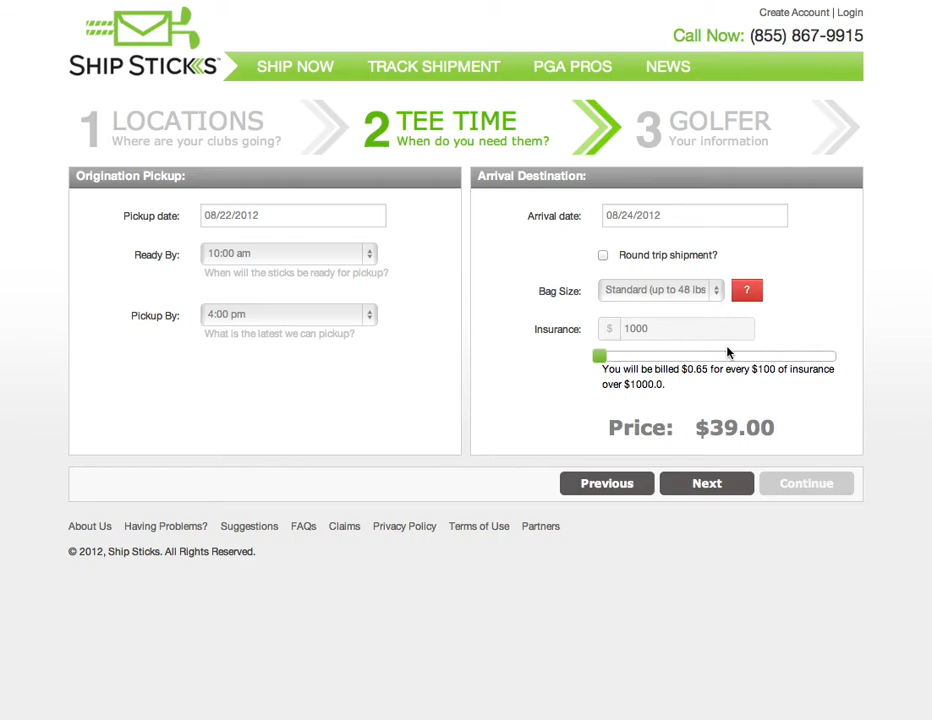 Create Account | Login
Call Now: (855) 867-9915
SHIP STICKS
SHIP NOW TRACK SHIPMENT PGA PROS NEWS
1 LOCATIONS
Where are your clubs going?
2 TEE TIME
When do you need them?
3 GOLFER
Your information
Origination Pickup:
Pickup date: 08/22/2012
Ready By: 10:00 am
When will the sticks be ready for pickup?
Pickup By: 4:00 pm
What is the latest we can pickup?
Arrival Destination:
Arrival date: 08/24/2012
Round trip shipment?
Bag Size: Standard (up to 48 lbs ?
Insurance: $ 1000
You will be billed $0.65 for every $100 of insurance
over $1000.0.
Price: $39.00
Previous Next Continue
About Us Having Problems? Suggestions FAQs Claims Privacy Policy Terms of Use Partners
© 2012, Ship Sticks. All Rights Reserved.